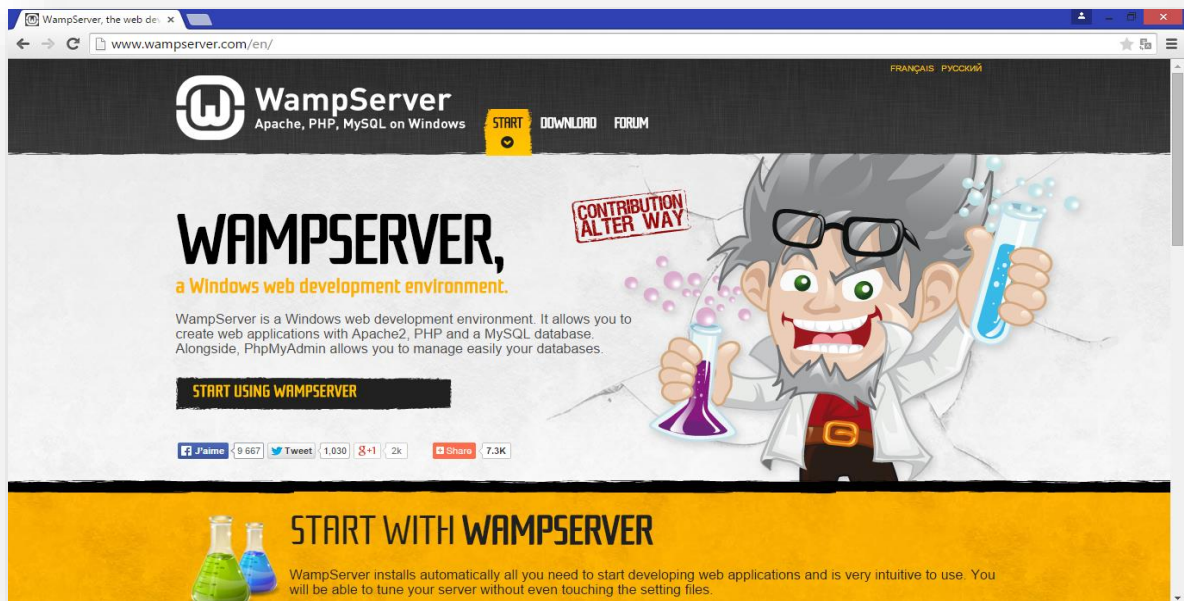 WampServer, the web dev
www.wampserver.com/en/
FRANÇAIS РУССКИЙ
WampServer
Apache, PHP, MySQL on Windows
START DOWNLOAD FORUM
CONTRIBUTION
ALTER WAY
WAMPSERVER,
a Windows web development environment.
WampServer is a Windows web development environment. It allows you to
create web applications with Apache2, PHP and a MySQL database.
Alongside, PhpMyAdmin allows you to manage easily your databases.
START USING WAMPSERVER
J'aime 9 667 Tweet 1,030 g+1 2k Share 7.3K
START WITH WAMPSERVER
WampServer installs automatically all you need to start developing web applications and is very intuitive to use. You
will be able to tune your server without even touching the setting files.